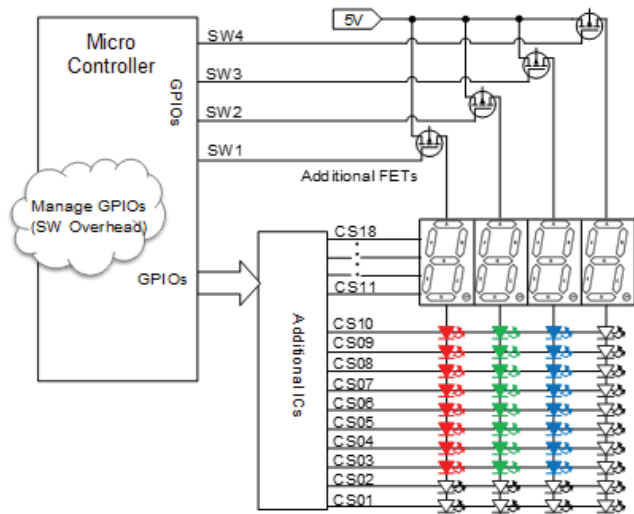 5V
Micro
Controller
GPIOs
SW4
SW3
SW2
SW1
Additional FETs
Manage GPIOs
(SW Overhead)
GPIOs
Additional ICs
CS18
CS11
CS10
CS09
CS08
CS07
CS06
CS05
CS04
CS03
CS02
CS01